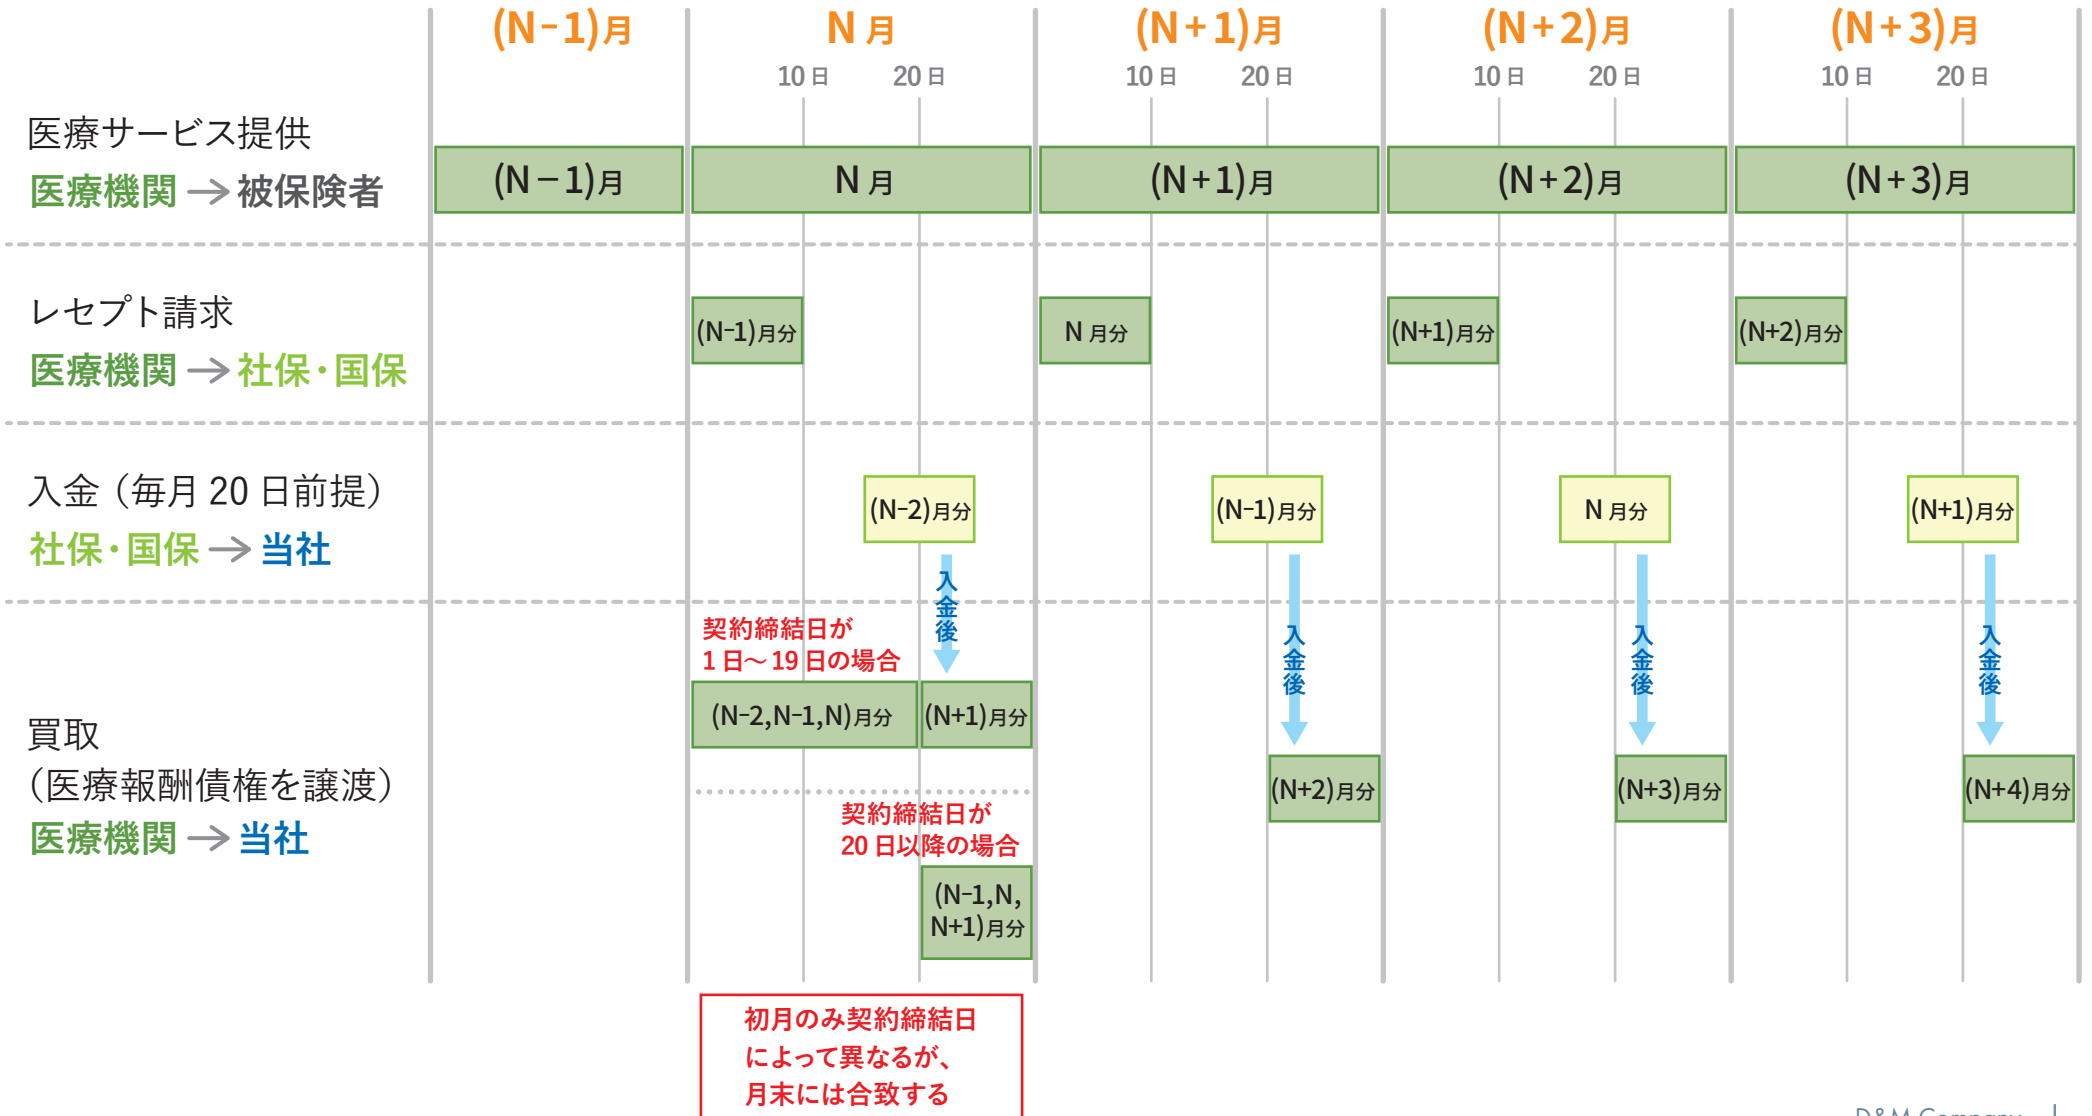 (N−1)月 N 月 (N+1)月 (N+2)月 (N+3)月
10日 20日 10日 20日 10日 20日 10日 20日
医療サービス提供
医療機関→被保険者
(N−1)月 N 月 (N+1)月 (N+2)月 (N+3)月
レセプト請求
医療機関→社保・国保
(N−1)月分 N 月分 (N+1)月分 (N+2)月分
入金（毎月20日前提）
社保・国保→当社
(N−2)月分 (N−1)月分 N 月分 (N+1)月分
入金後 入金後 入金後 入金後
契約締結日が
1日〜19日の場合
(N−2,N−1,N)月分 (N+1)月分
買取
（医療報酬債権を譲渡）
医療機関→当社
(N+2)月分 (N+3)月分 (N+4)月分
契約締結日が
20日以降の場合
(N−1,N,
N+1)月分
初月のみ契約締結日
によって異なるが、
月末には合致する
D&M Company